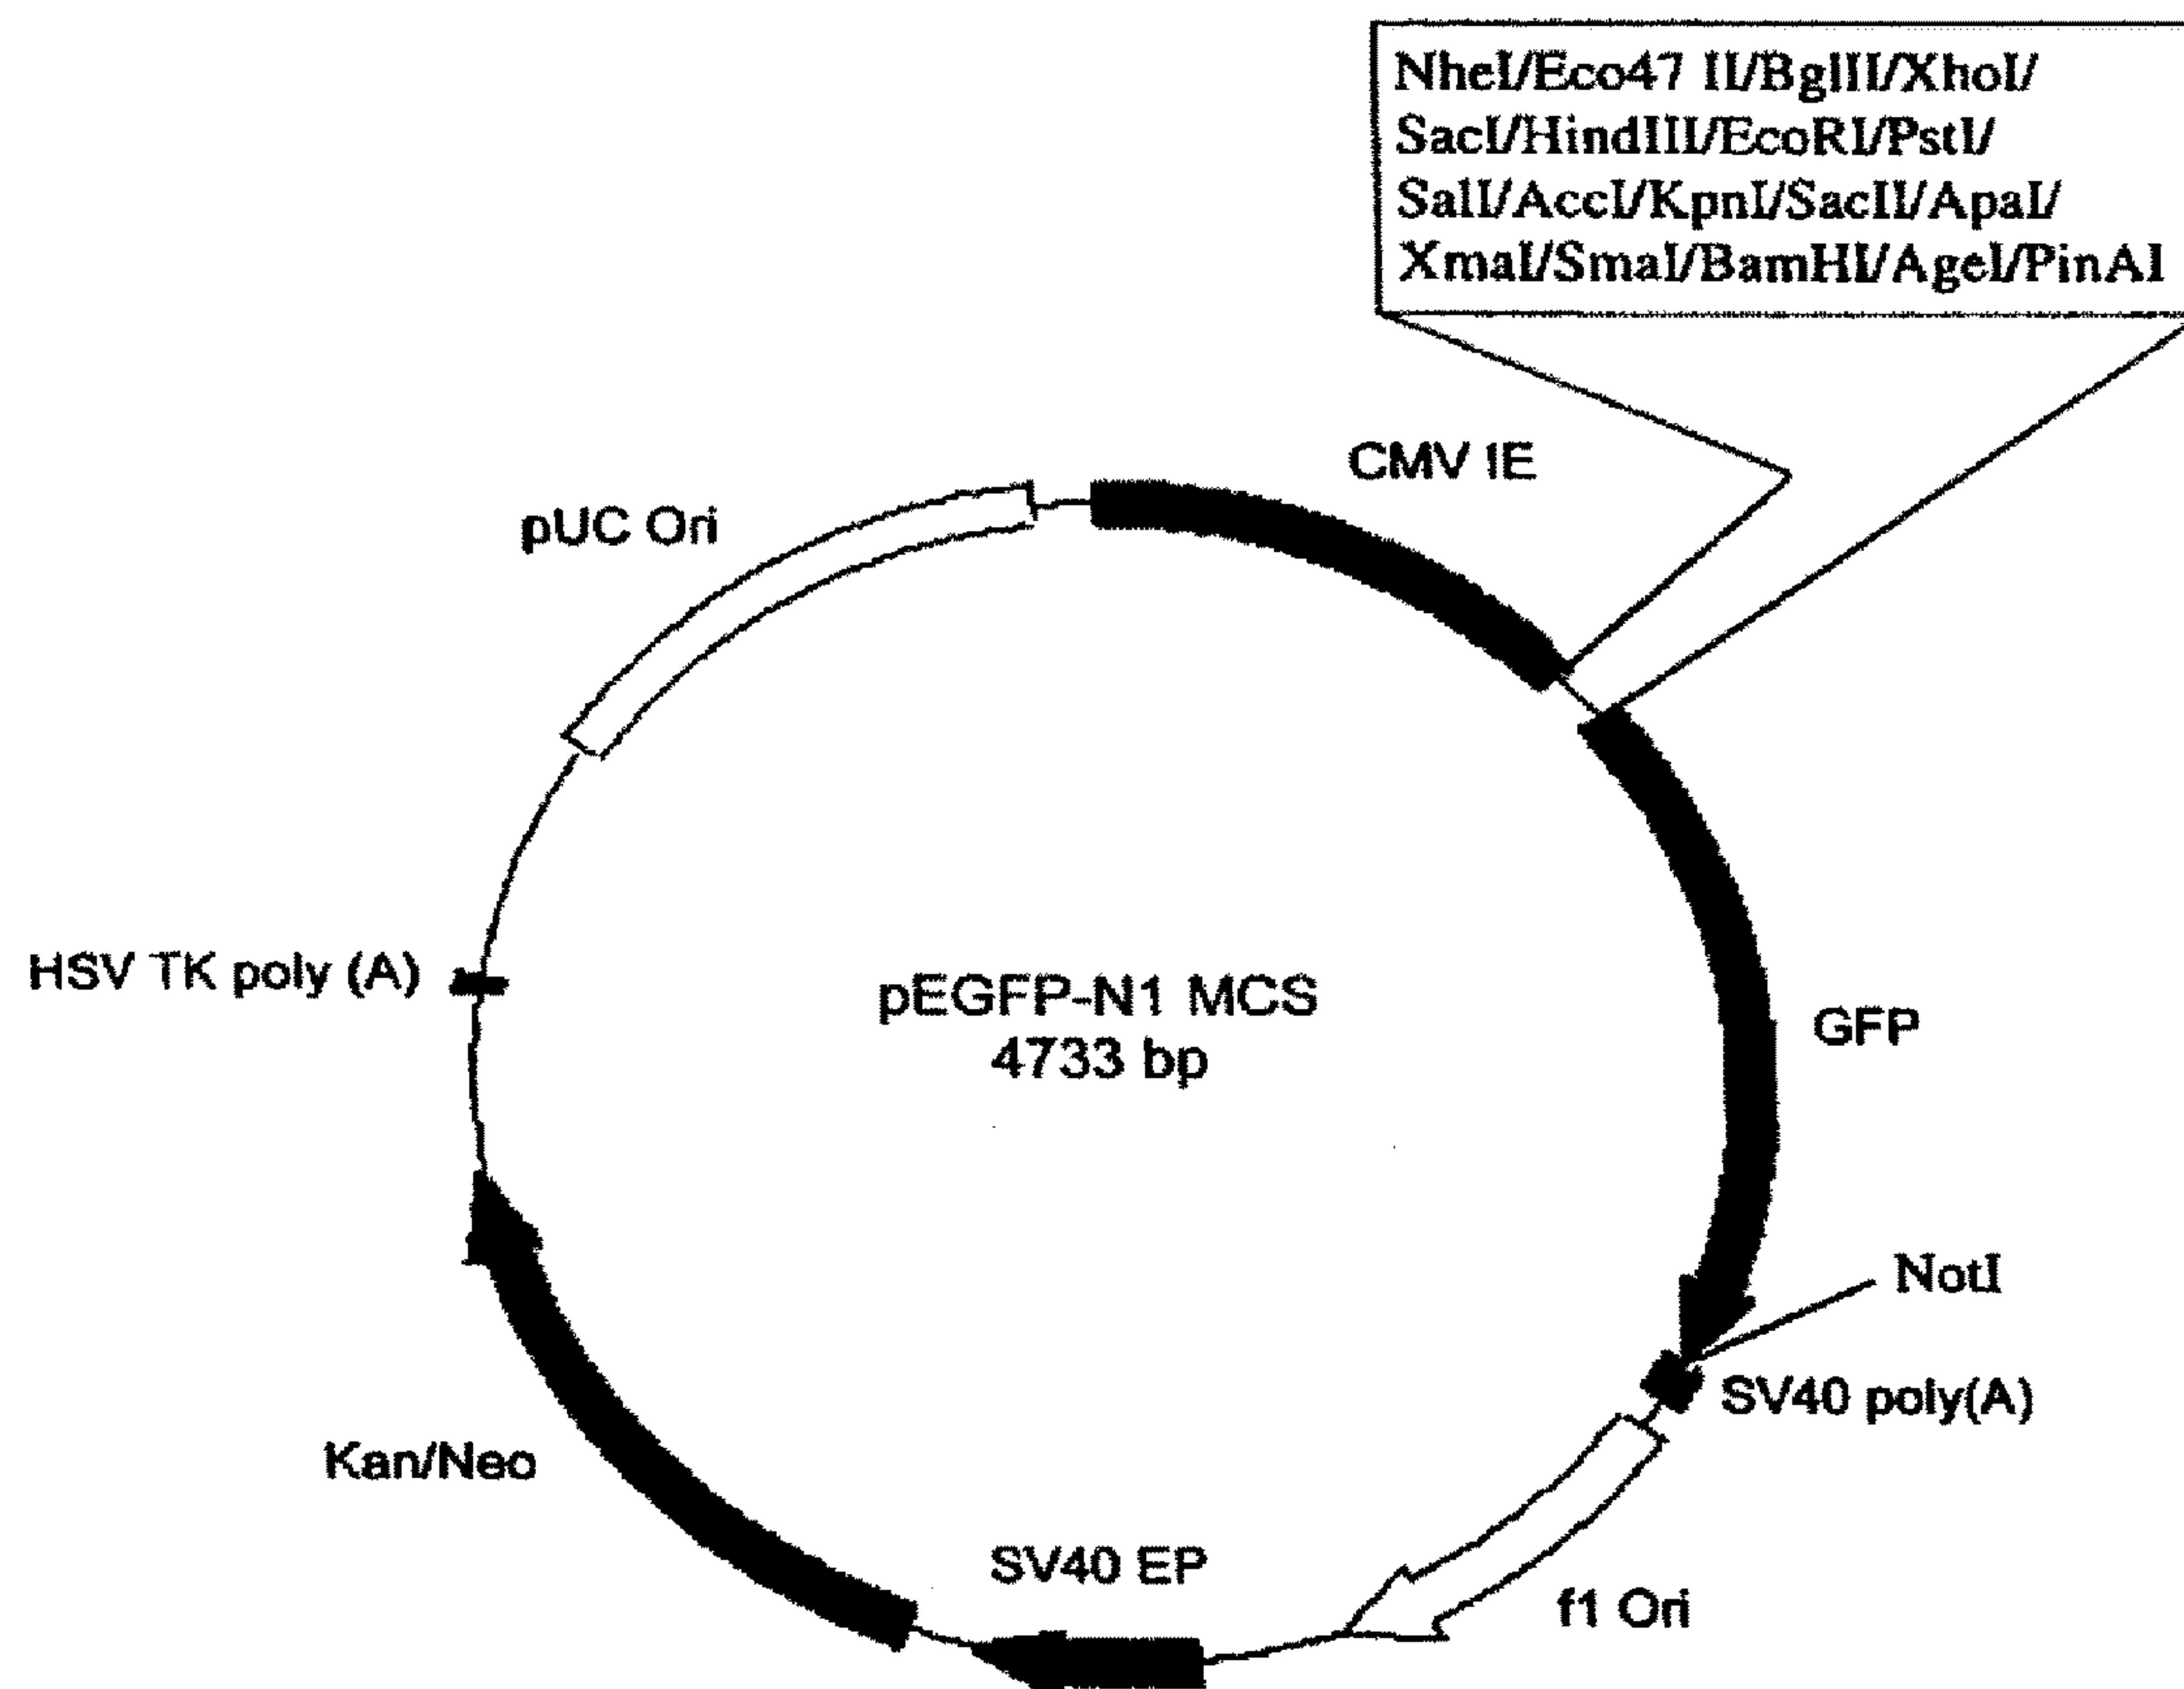 NheI/Eco47 II/BglII/XhoI/
SacI/HindIII/EcoRI/PstI/
SalI/AccI/KpnI/SacII/ApaI/
XmaI/SmaI/BamHI/AgeI/PinAI
CMV IE
pUC Ori
HSV TK poly (A)
pEGFP-N1 MCS
4733 bp
GFP
NotI
SV40 poly(A)
Kan/Neo
SV40 EP
f1 Ori